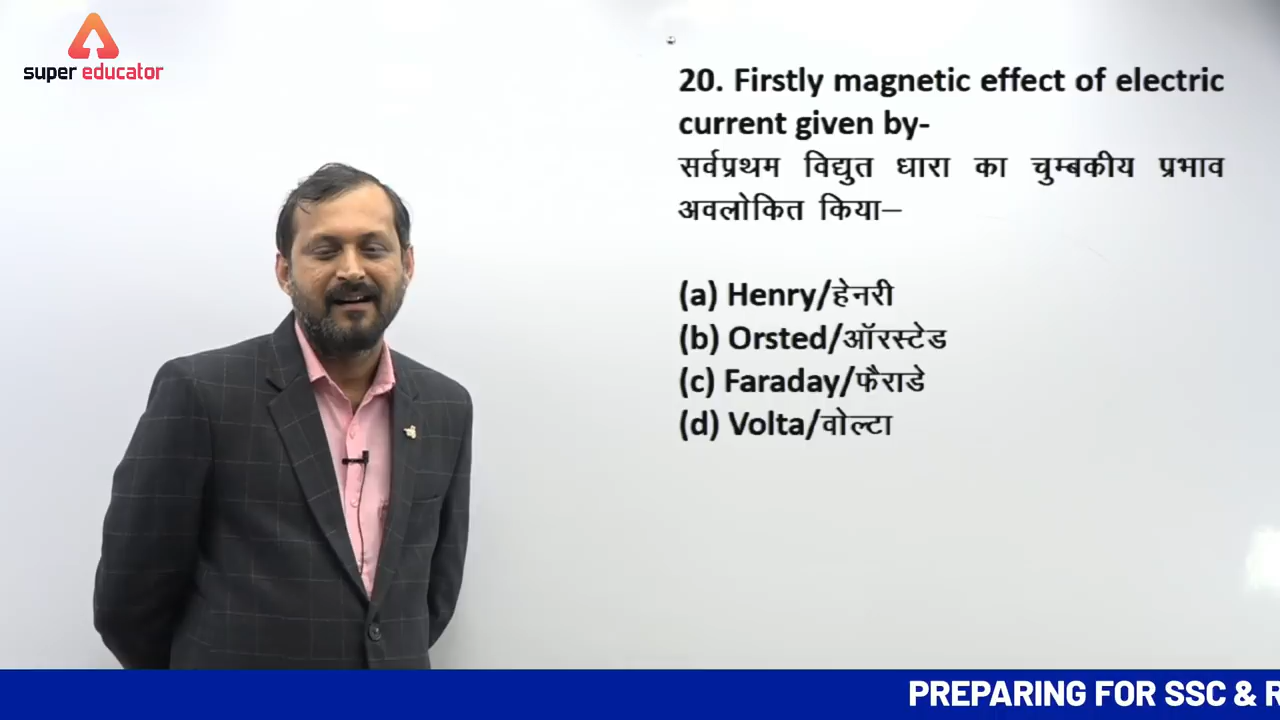 super educator
20. Firstly magnetic effect of electric
current given by-
सर्वप्रथम विद्युत धारा का चुम्बकीय प्रभाव
अवलोकित किया–
(a) Henry/हेनरी
(b) Orsted/ऑरस्टेड
(c) Faraday/फैराडे
(d) Volta/वोल्टा
PREPARING FOR SSC & R